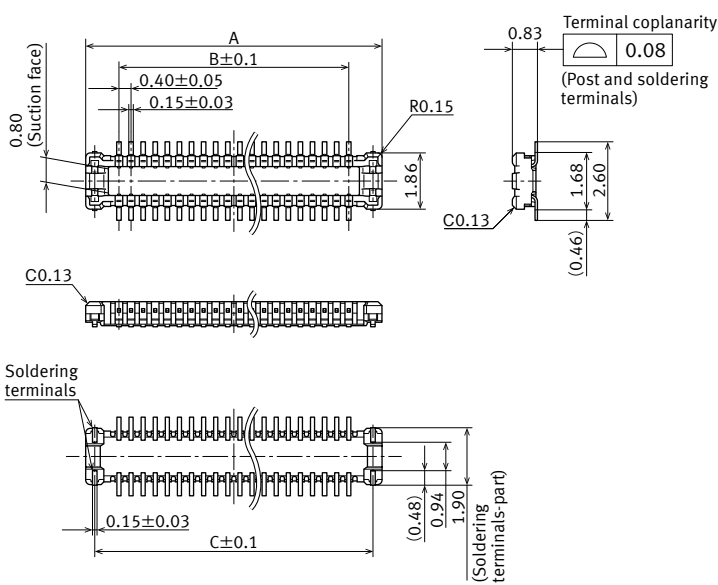 A
B±0.1
0.40±0.05
0.15±0.03
0.80
(Suction face)
R0.15
1.86
0.83
Terminal coplanarity
0.08
(Post and soldering
terminals)
1.68
2.60
(0.46)
C0.13
C0.13
Soldering
terminals
0.15±0.03
C±0.1
(0.48)
0.94
1.90
(Soldering
terminals-part)